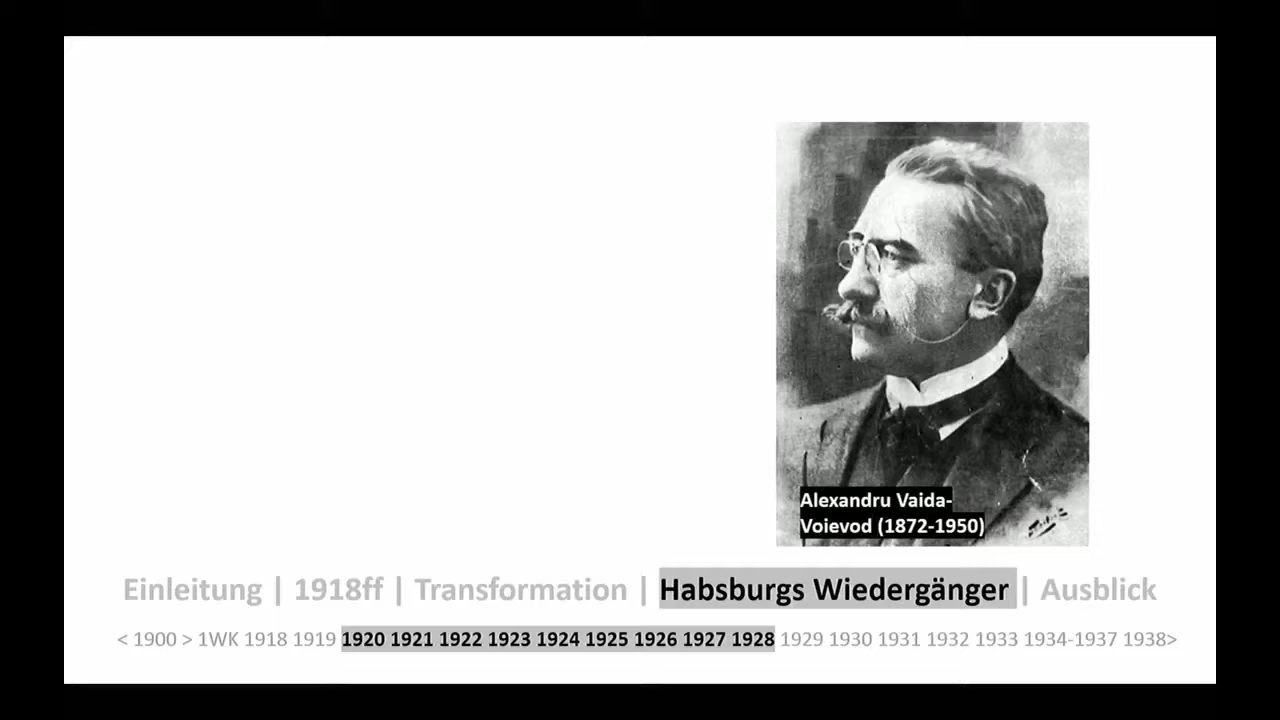 Alexandru Vaida-
Voievod (1872-1950)
Einleitung | 1918ff | Transformation | Habsburgs Wiedergänger | Ausblick
< 1900 > 1WK 1918 1919 1920 1921 1922 1923 1924 1925 1926 1927 1928 1929 1930 1931 1932 1933 1934-1937 1938>